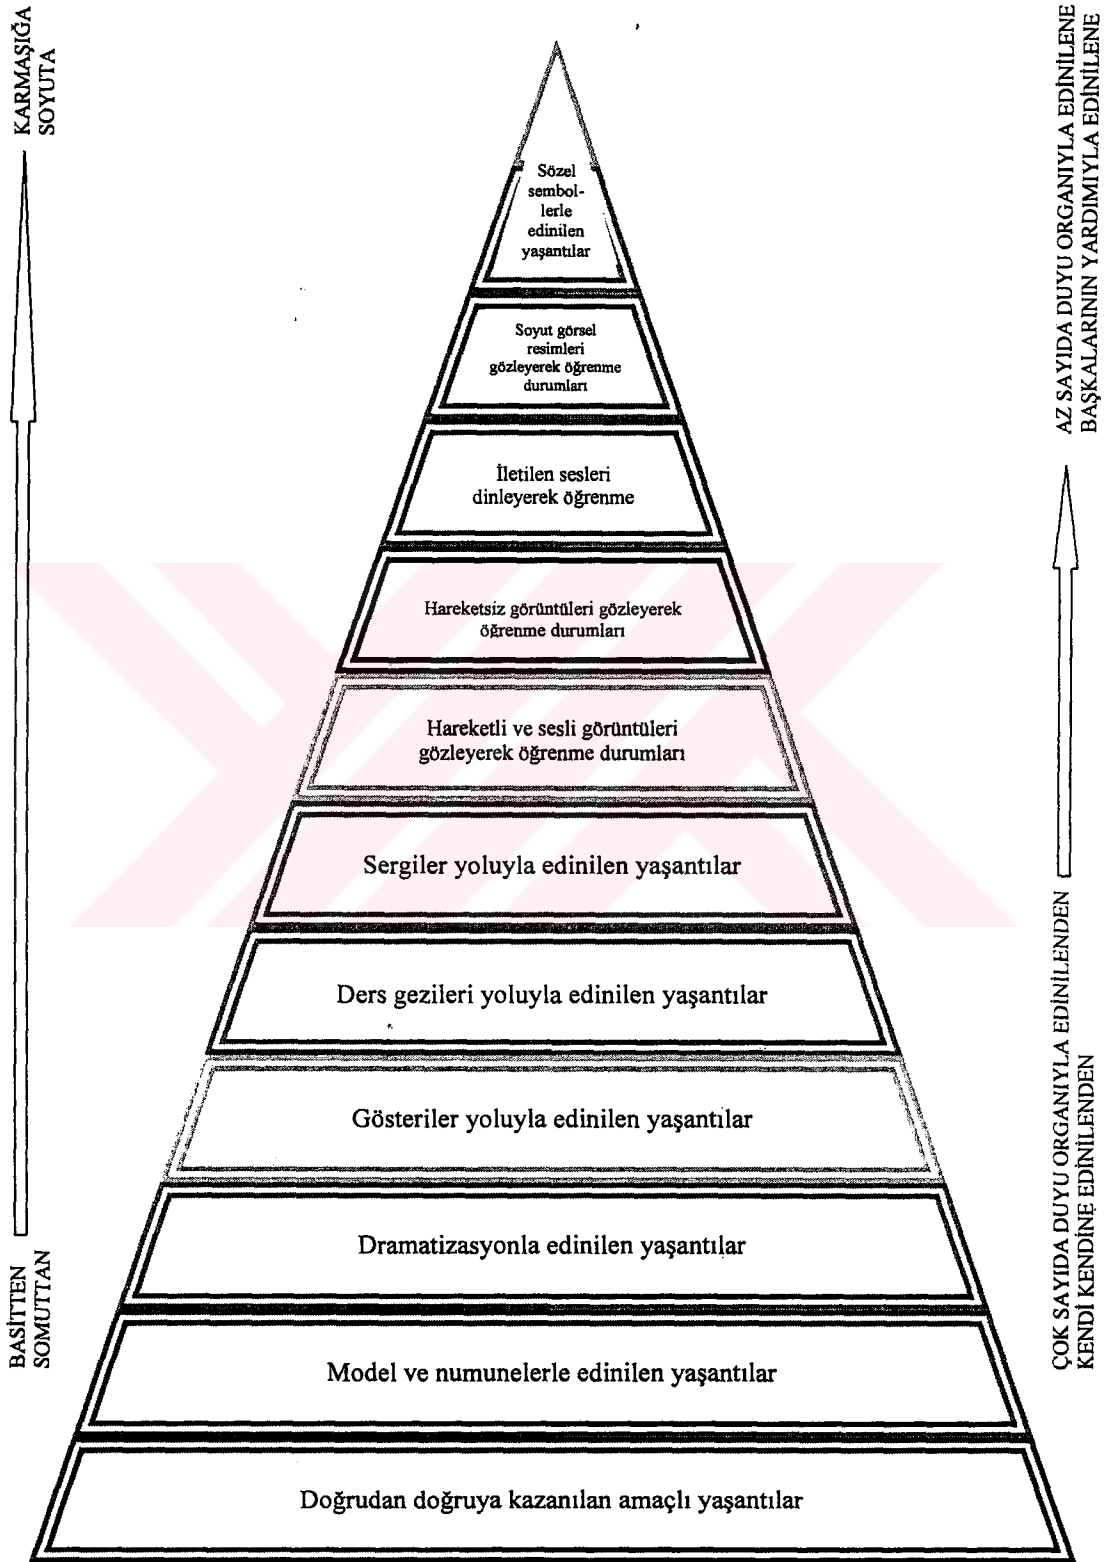 KARMAŞIĞA
SOYUTA
BASİTTEN
SOMUTTAN
Sözel
sembol-
lerle
edinilen
yaşantılar
Soyut görsel
resimleri
gözleyerek öğrenme
durumları
İletilen sesleri
dinleyerek öğrenme
Hareketsiz görüntüleri gözleyerek
öğrenme durumları
Hareketli ve sesli görüntüleri
gözleyerek öğrenme durumları
Sergiler yoluyla edinilen yaşantılar
Ders gezileri yoluyla edinilen yaşantılar
Gösteriler yoluyla edinilen yaşantılar
Dramatizasyonla edinilen yaşantılar
Model ve numunelerle edinilen yaşantılar
Doğrudan doğruya kazanılan amaçlı yaşantılar
AZ SAYIDA DUYU ORGANIYLA EDİNİLENE
BAŞKALARININ YARDIMIYLA EDİNİLENE
ÇOK SAYIDA DUYU ORGANIYLA EDİNİLENDEN
KENDİ KENDİNE EDİNİLENDEN